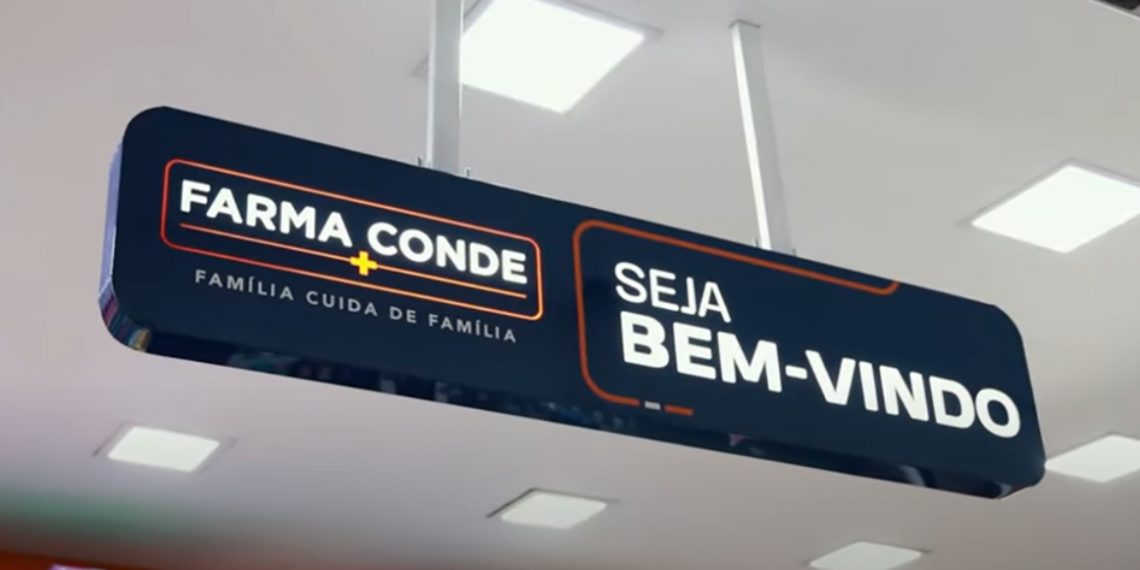 FARMA CONDE
FAMÍLIA CUIDA DE FAMÍLIA
SEJA
BEM-VINDO